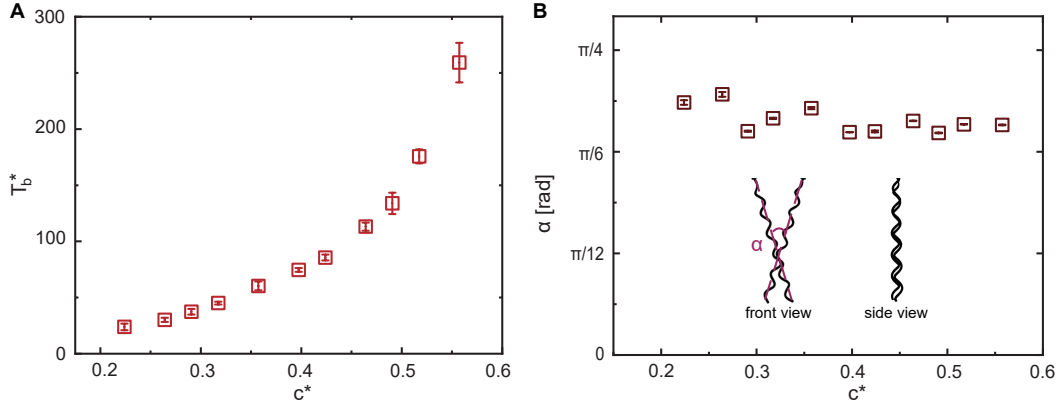 A
300
200
100
0
T_b^*
0.2 0.3 0.4 0.5 0.6
c*
B
π/4
π/6
π/12
0
α [rad]
α
front view side view
0.2 0.3 0.4 0.5 0.6
c*